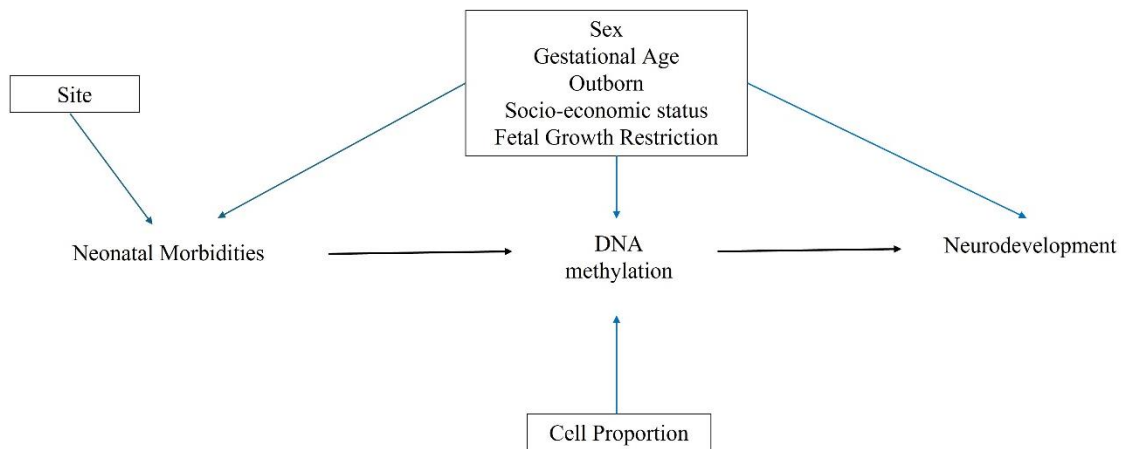 Sex
Gestational Age
Outborn
Socio-economic status
Fetal Growth Restriction
Site
Neonatal Morbidities
DNA
methylation
Neurodevelopment
Cell Proportion